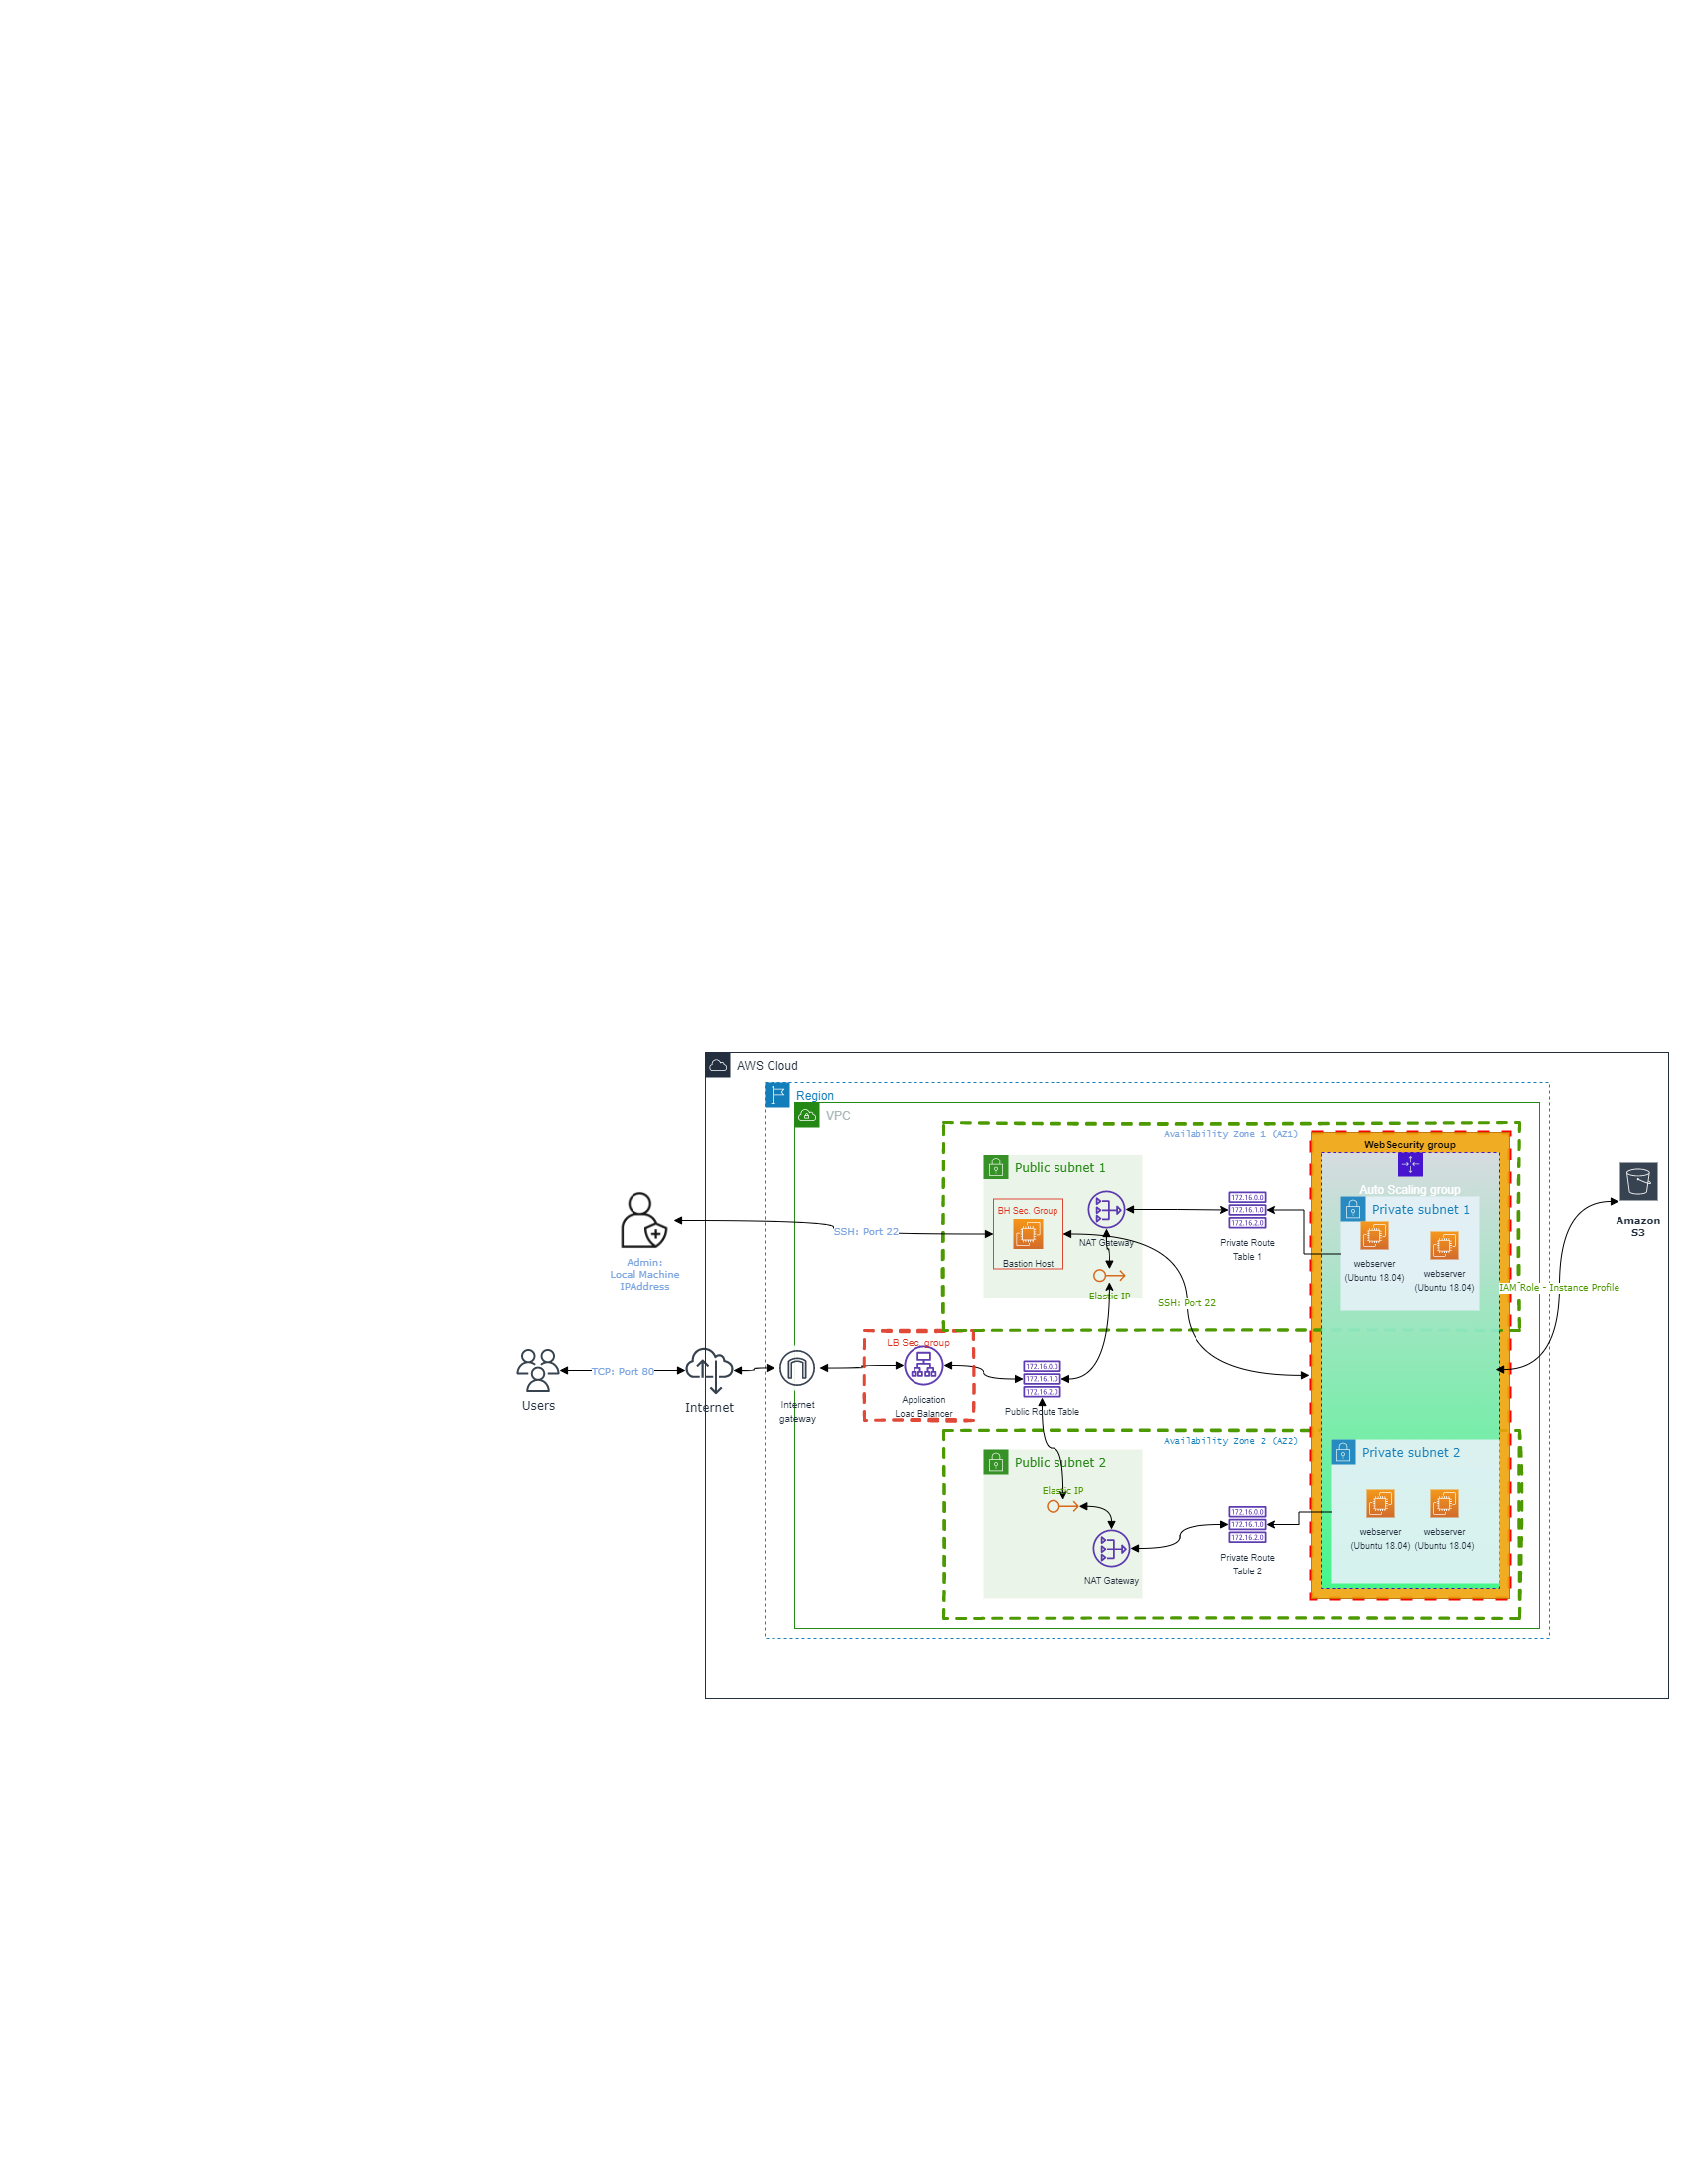 AWS Cloud
Region
VPC
Availability Zone 1 (AZ1)
WebSecurity group
Auto Scaling group
Public subnet 1
BH Sec. Group
Bastion Host
NAT Gateway
Elastic IP
172.16.0.0
172.16.1.0
172.16.2.0
Private Route
Table 1
Private subnet 1
webserver
(Ubuntu 18.04)
webserver
(Ubuntu 18.04)
Amazon
S3
IAM Role - Instance Profile
SSH: Port 22
Admin:
Local Machine
IPAddress
SSH: Port 22
Users
TCP: Port 80
Internet
Internet
gateway
LB Sec. group
Application
Load Balancer
172.16.0.0
172.16.1.0
172.16.2.0
Public Route Table
Availability Zone 2 (AZ2)
Public subnet 2
Elastic IP
NAT Gateway
172.16.0.0
172.16.1.0
172.16.2.0
Private Route
Table 2
Private subnet 2
webserver
(Ubuntu 18.04)
webserver
(Ubuntu 18.04)